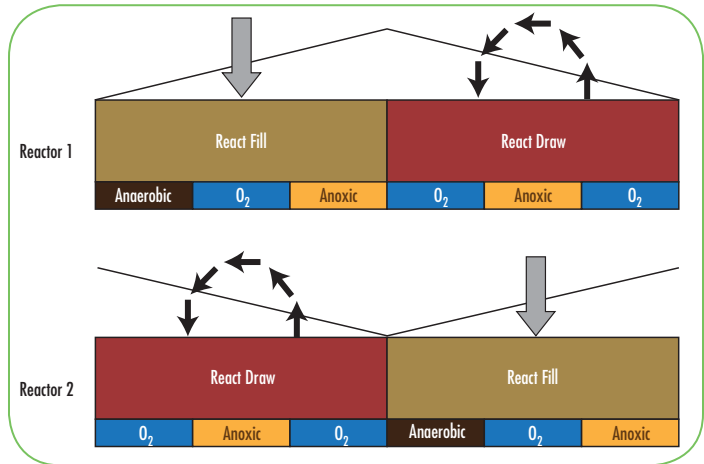 Reactor 1
React Fill
React Draw
Anaerobic
O₂
Anoxic
O₂
Anoxic
O₂
Reactor 2
React Draw
React Fill
O₂
Anoxic
O₂
Anaerobic
O₂
Anoxic